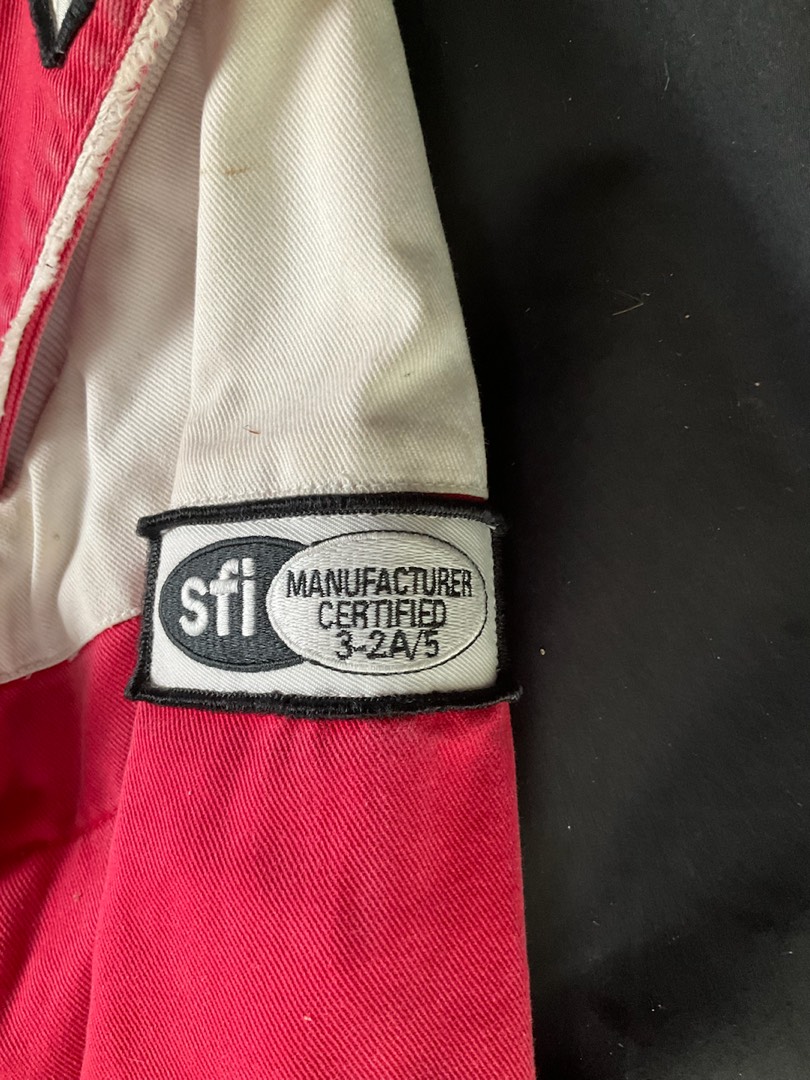 sfi
MANUFACTURER
CERTIFIED
3-2A/5